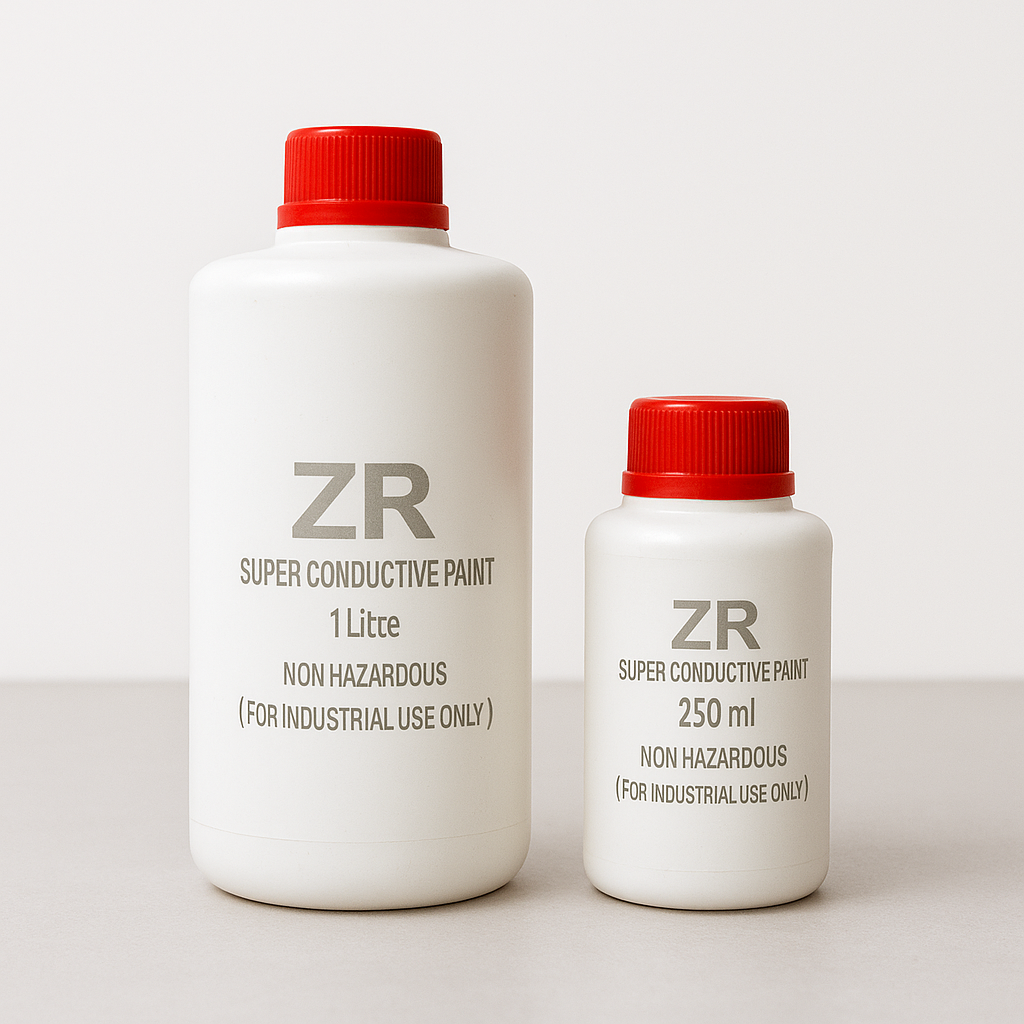 ZR
SUPER CONDUCTIVE PAINT
1 Litre
NON HAZARDOUS
(FOR INDUSTRIAL USE ONLY)
ZR
SUPER CONDUCTIVE PAINT
250 ml
NON HAZARDOUS
(FOR INDUSTRIAL USE ONLY)